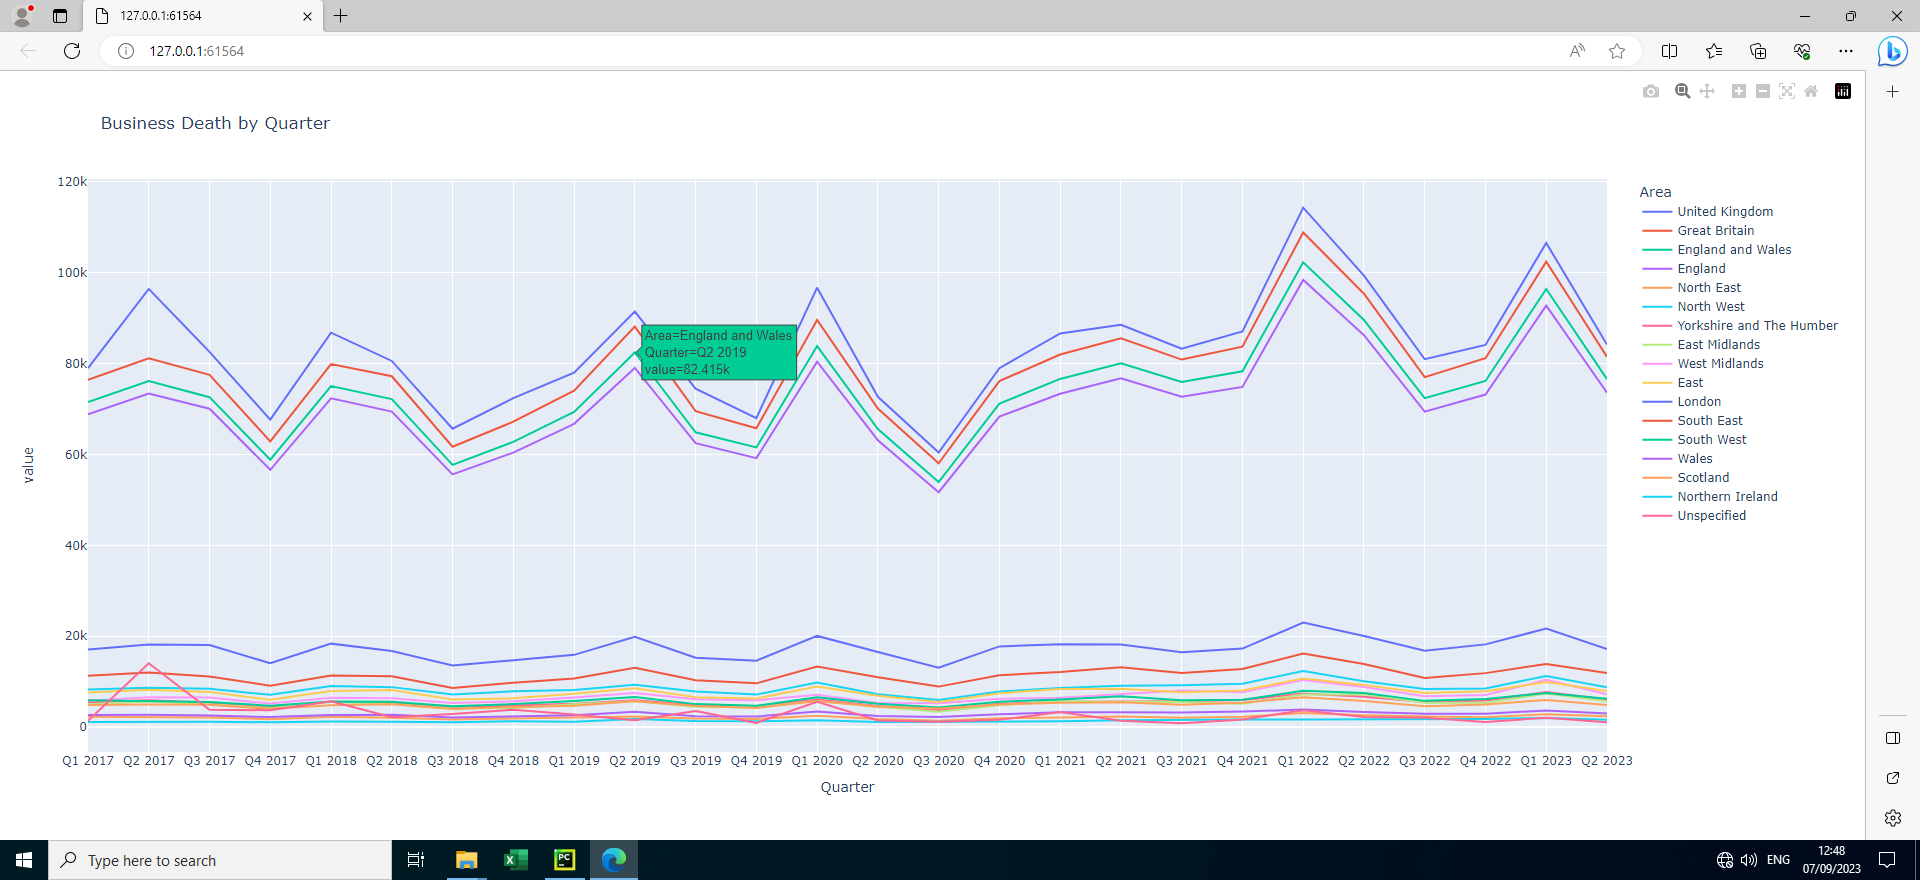 127.0.0.1:61564
127.0.0.1:61564
Business Death by Quarter
120k
100k
80k
60k
40k
20k
0
value
Area=England and Wales
Quarter=Q2 2019
value=82 415k
Q1 2017 Q2 2017 Q3 2017 Q4 2017 Q1 2018 Q2 2018 Q3 2018 Q4 2018 Q1 2019 Q2 2019 Q3 2019 Q4 2019 Q1 2020 Q2 2020 Q3 2020 Q4 2020 Q1 2021 Q2 2021 Q3 2021 Q4 2021 Q1 2022 Q2 2022 Q3 2022 Q4 2022 Q1 2023 Q2 2023
Quarter
Area
United Kingdom
Great Britain
England and Wales
England
North East
North West
Yorkshire and The Humber
East Midlands
West Midlands
East
London
South East
South West
Wales
Scotland
Northern Ireland
Unspecified
Type here to search
PC
ENG
12:48
07/09/2023